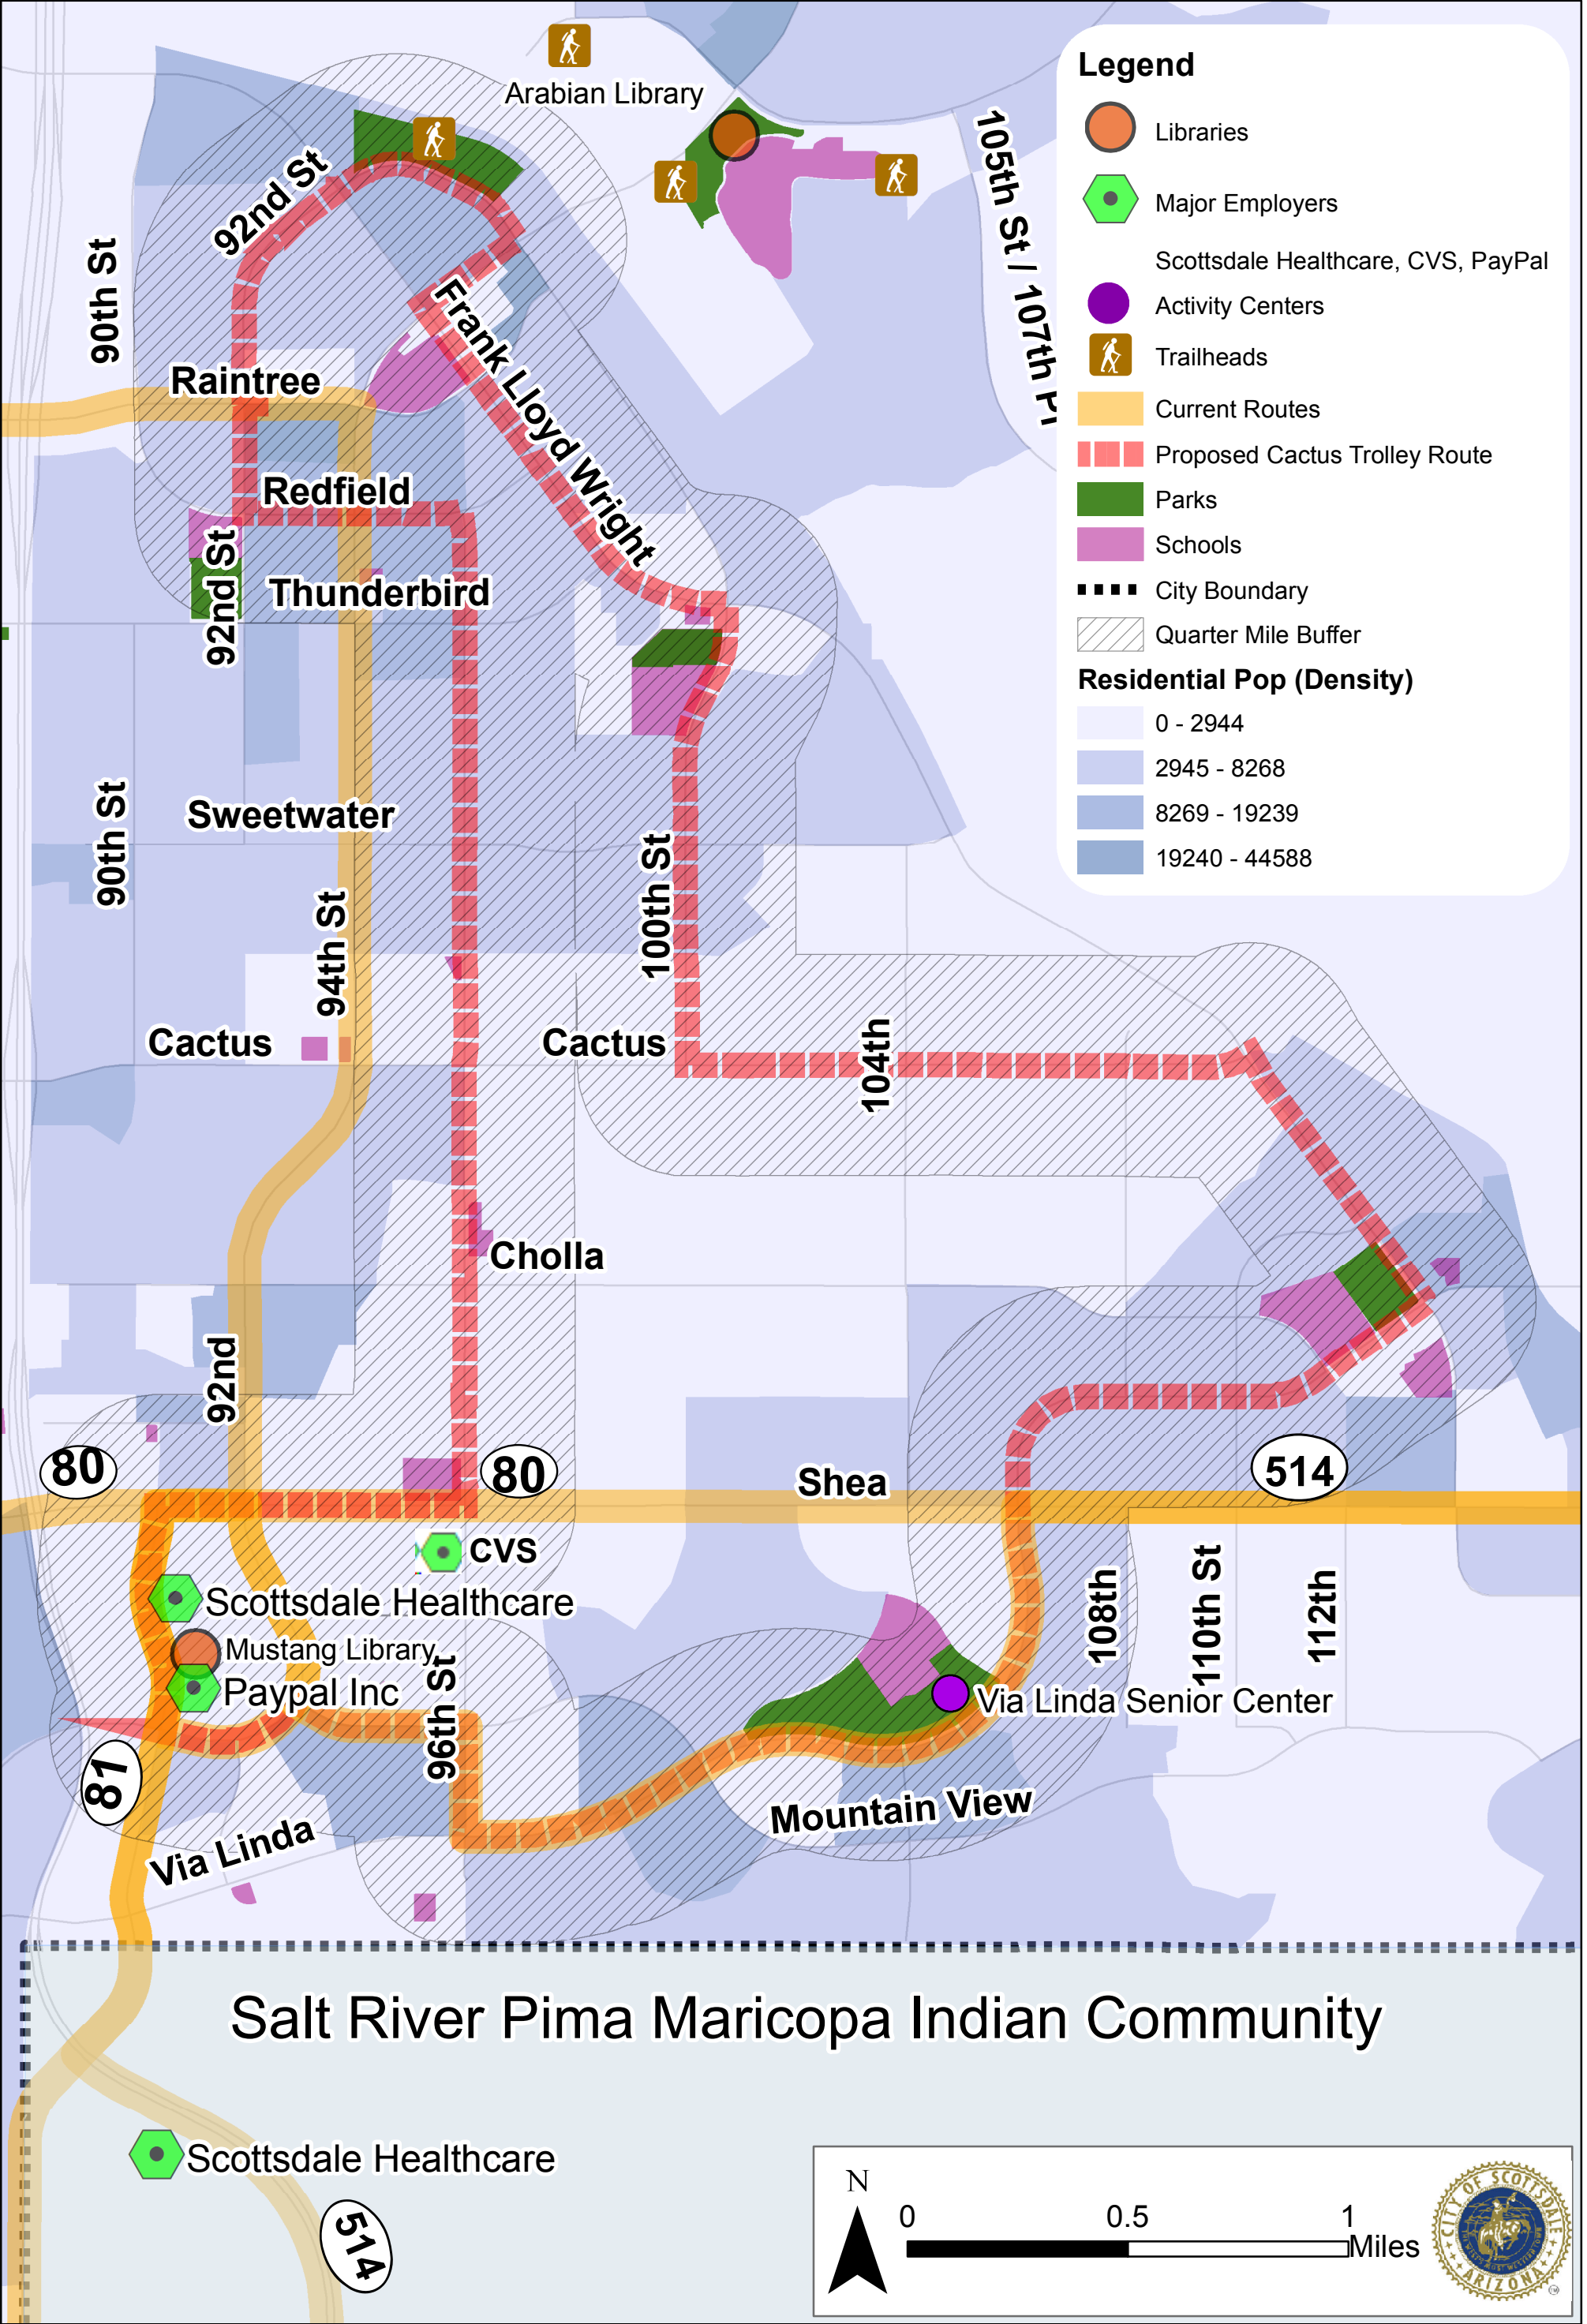 Arabian Library
105th St / 107th Pl
Legend
Libraries
Major Employers
Scottsdale Healthcare, CVS, PayPal
Activity Centers
Trailheads
Current Routes
Proposed Cactus Trolley Route
Parks
Schools
City Boundary
Quarter Mile Buffer
Residential Pop (Density)
0 - 2944
2945 - 8268
8269 - 19239
19240 - 44588
92nd St
90th St
Frank Lloyd Wright
Raintree
Redfield
92nd St
Thunderbird
90th St
Sweetwater
94th St
100th St
Cactus
Cactus
104th
Cholla
92nd
80
80
Shea
514
CVS
Scottsdale Healthcare
Mustang Library
Paypal Inc
96th St
108th
110th St
112th
Via Linda Senior Center
81
Via Linda
Mountain View
Salt River Pima Maricopa Indian Community
Scottsdale Healthcare
514
N
0 0.5 1
Miles
CITY OF SCOTTSDALE
ARIZONA